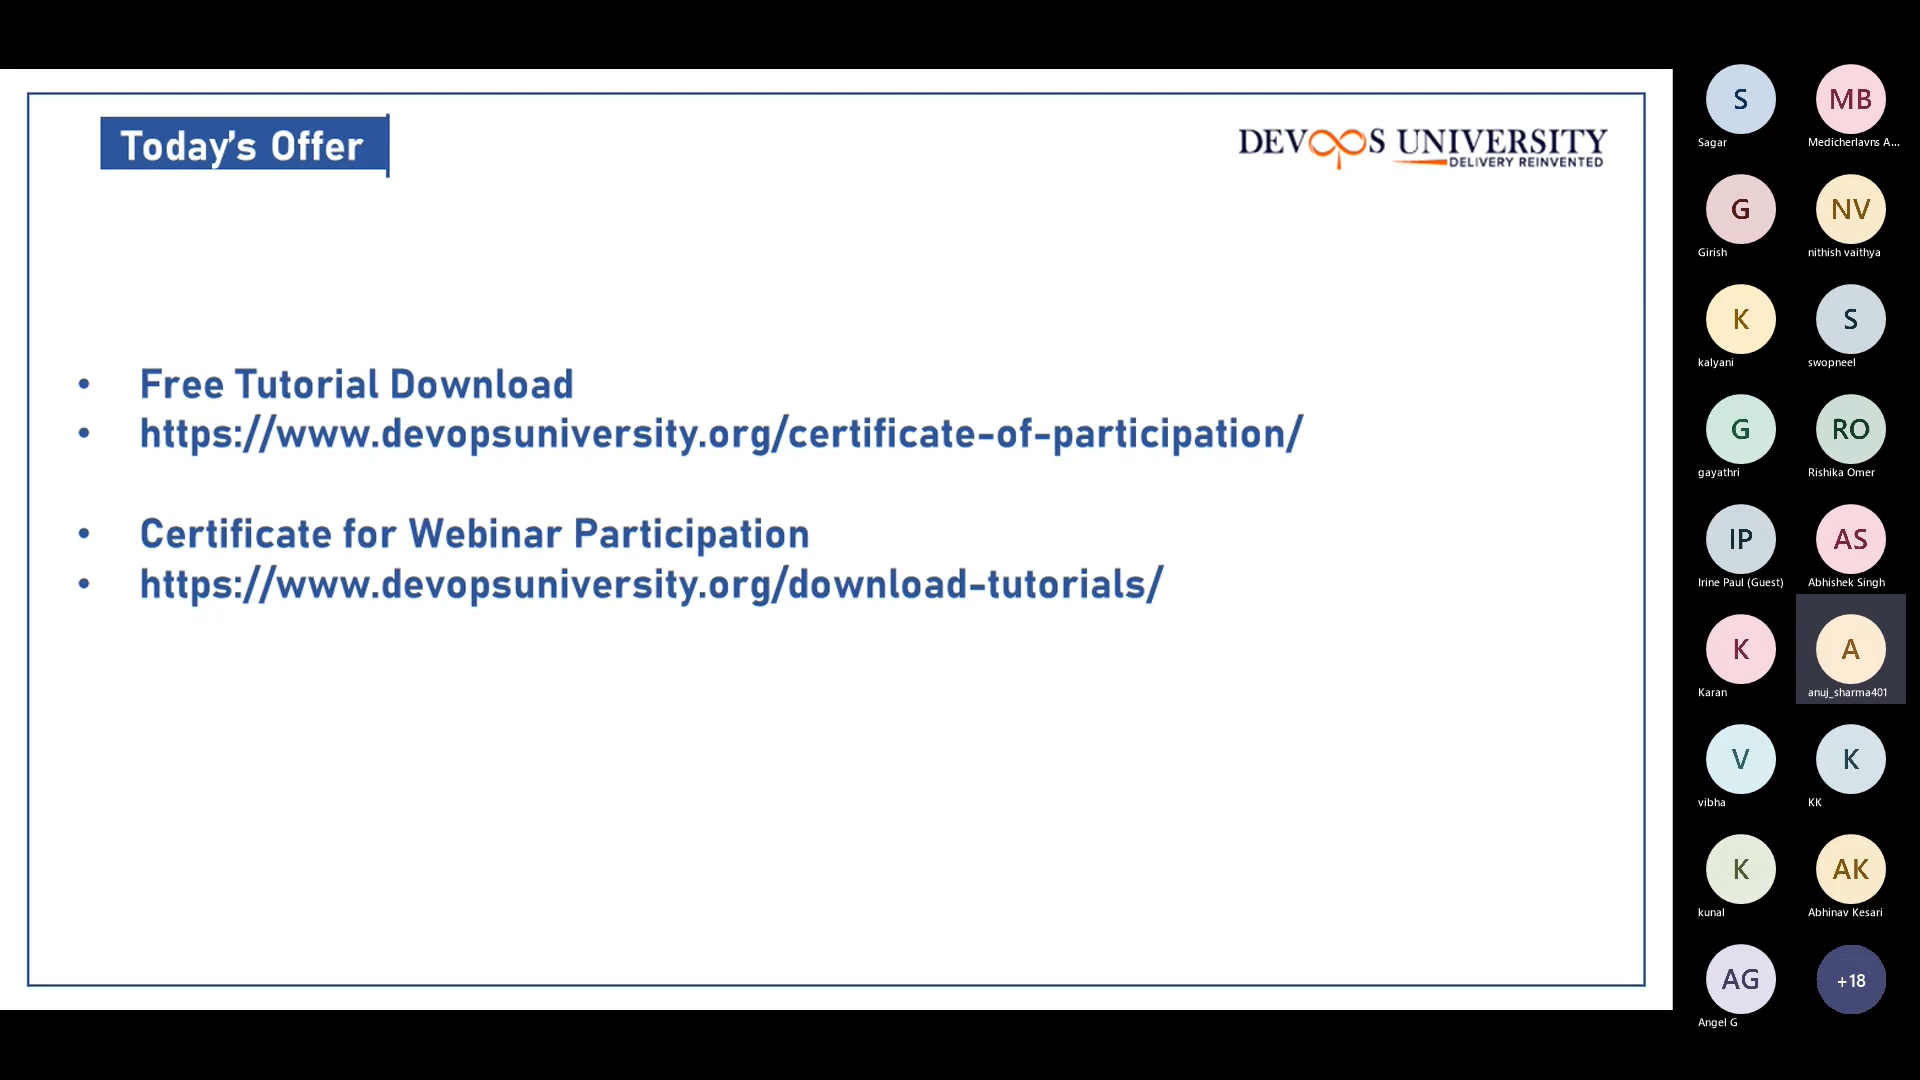 Today's Offer
DEVOPS UNIVERSITY
DELIVERY REINVENTED
• Free Tutorial Download
• https://www.devopsuniversity.org/certificate-of-participation/
• Certificate for Webinar Participation
• https://www.devopsuniversity.org/download-tutorials/
S MB
Sagar Medicherlavns A...
G NV
Girish nithish vaithya
K S
kalyani swopneel
G RO
gayathri Rishika Omer
IP AS
Irine Paul (Guest) Abhishek Singh
K A
Karan anuj_sharma401
V K
vibha KK
K AK
kunal Abhinav Kesari
AG +18
Angel G